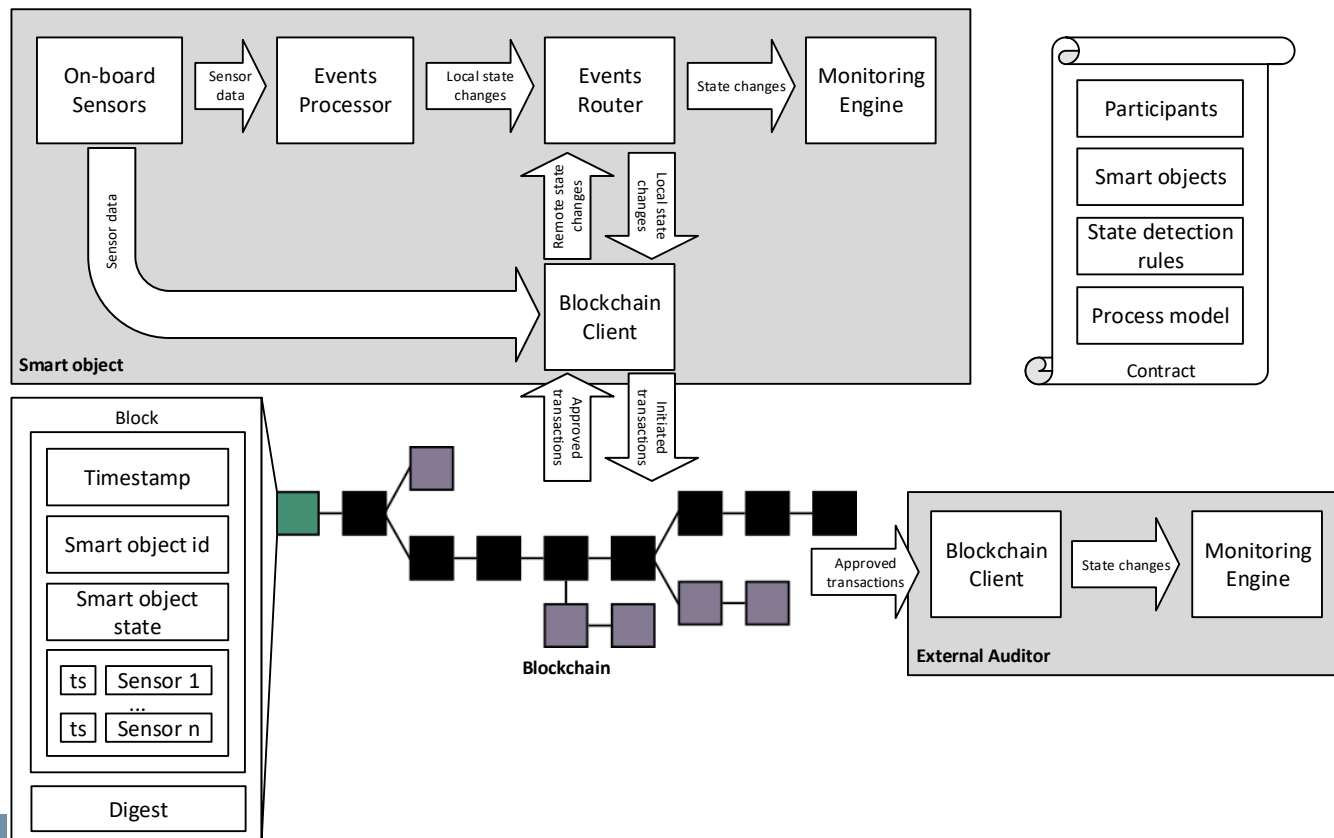 On-board
Sensors
Sensor
data
Events
Processor
Local state
changes
Events
Router
State changes
Monitoring
Engine
Sensor data
Remote state
changes
Local state
changes
Blockchain
Client
Smart object
Participants
Smart objects
State detection
rules
Process model
Contract
Approved
transactions
Initiated
transactions
Block
Timestamp
Smart object id
Smart object
state
ts Sensor 1
...
ts Sensor n
Digest
Blockchain
Approved
transactions
Blockchain
Client
State changes
Monitoring
Engine
External Auditor